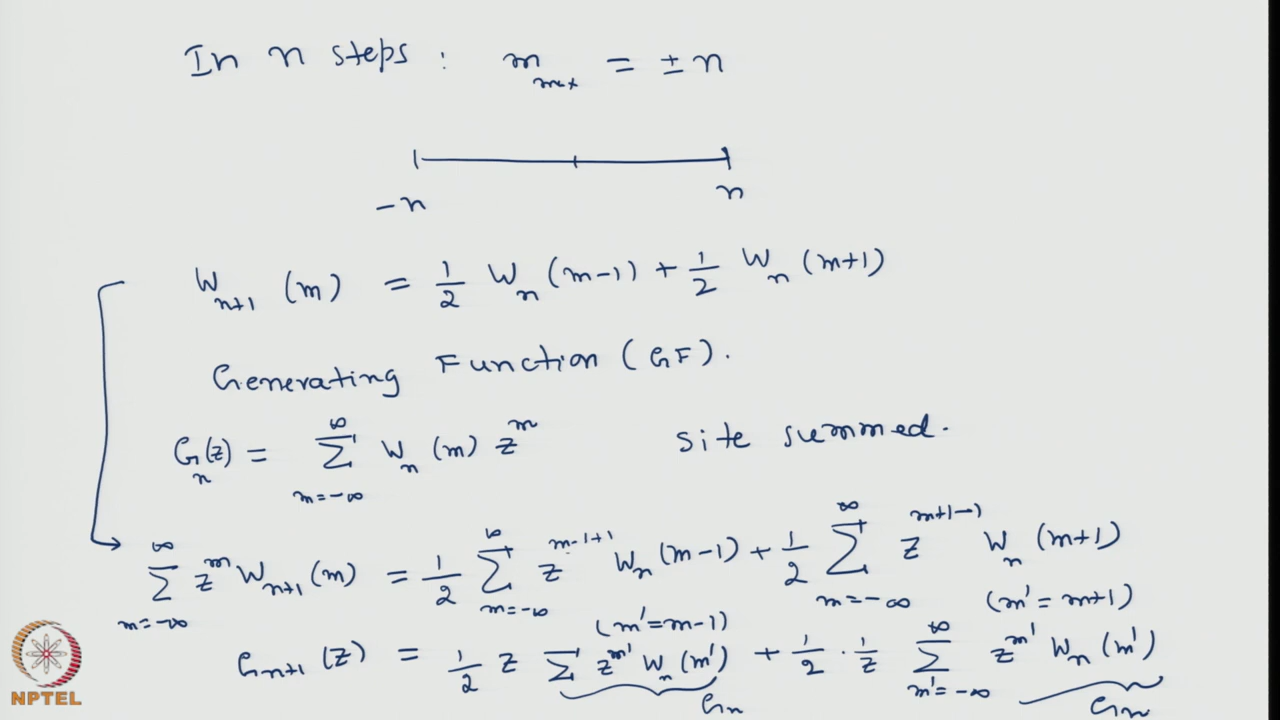 In n steps : m_max = ± n
-n n
W_{n+1} (m) = 1/2 W_n (m-1) + 1/2 W_n (m+1)
Generating Function (GF).
G_n(z) = Σ_{m=-∞}^{∞} W_n (m) z^m site summed.
Σ_{m=-∞}^{∞} z^m W_{n+1} (m) = 1/2 Σ_{m=-∞}^{∞} z^{m-1+1} W_n (m-1) + 1/2 Σ_{m=-∞}^{∞} z^{m+1-1} W_n (m+1)
(m'=m-1) (m'=m+1)
G_{n+1} (z) = 1/2 z Σ z^{m'} W_n (m') + 1/2 · 1/z Σ_{m'=-∞}^{∞} z^{m'} W_n (m')
G_n G_n
NPTEL